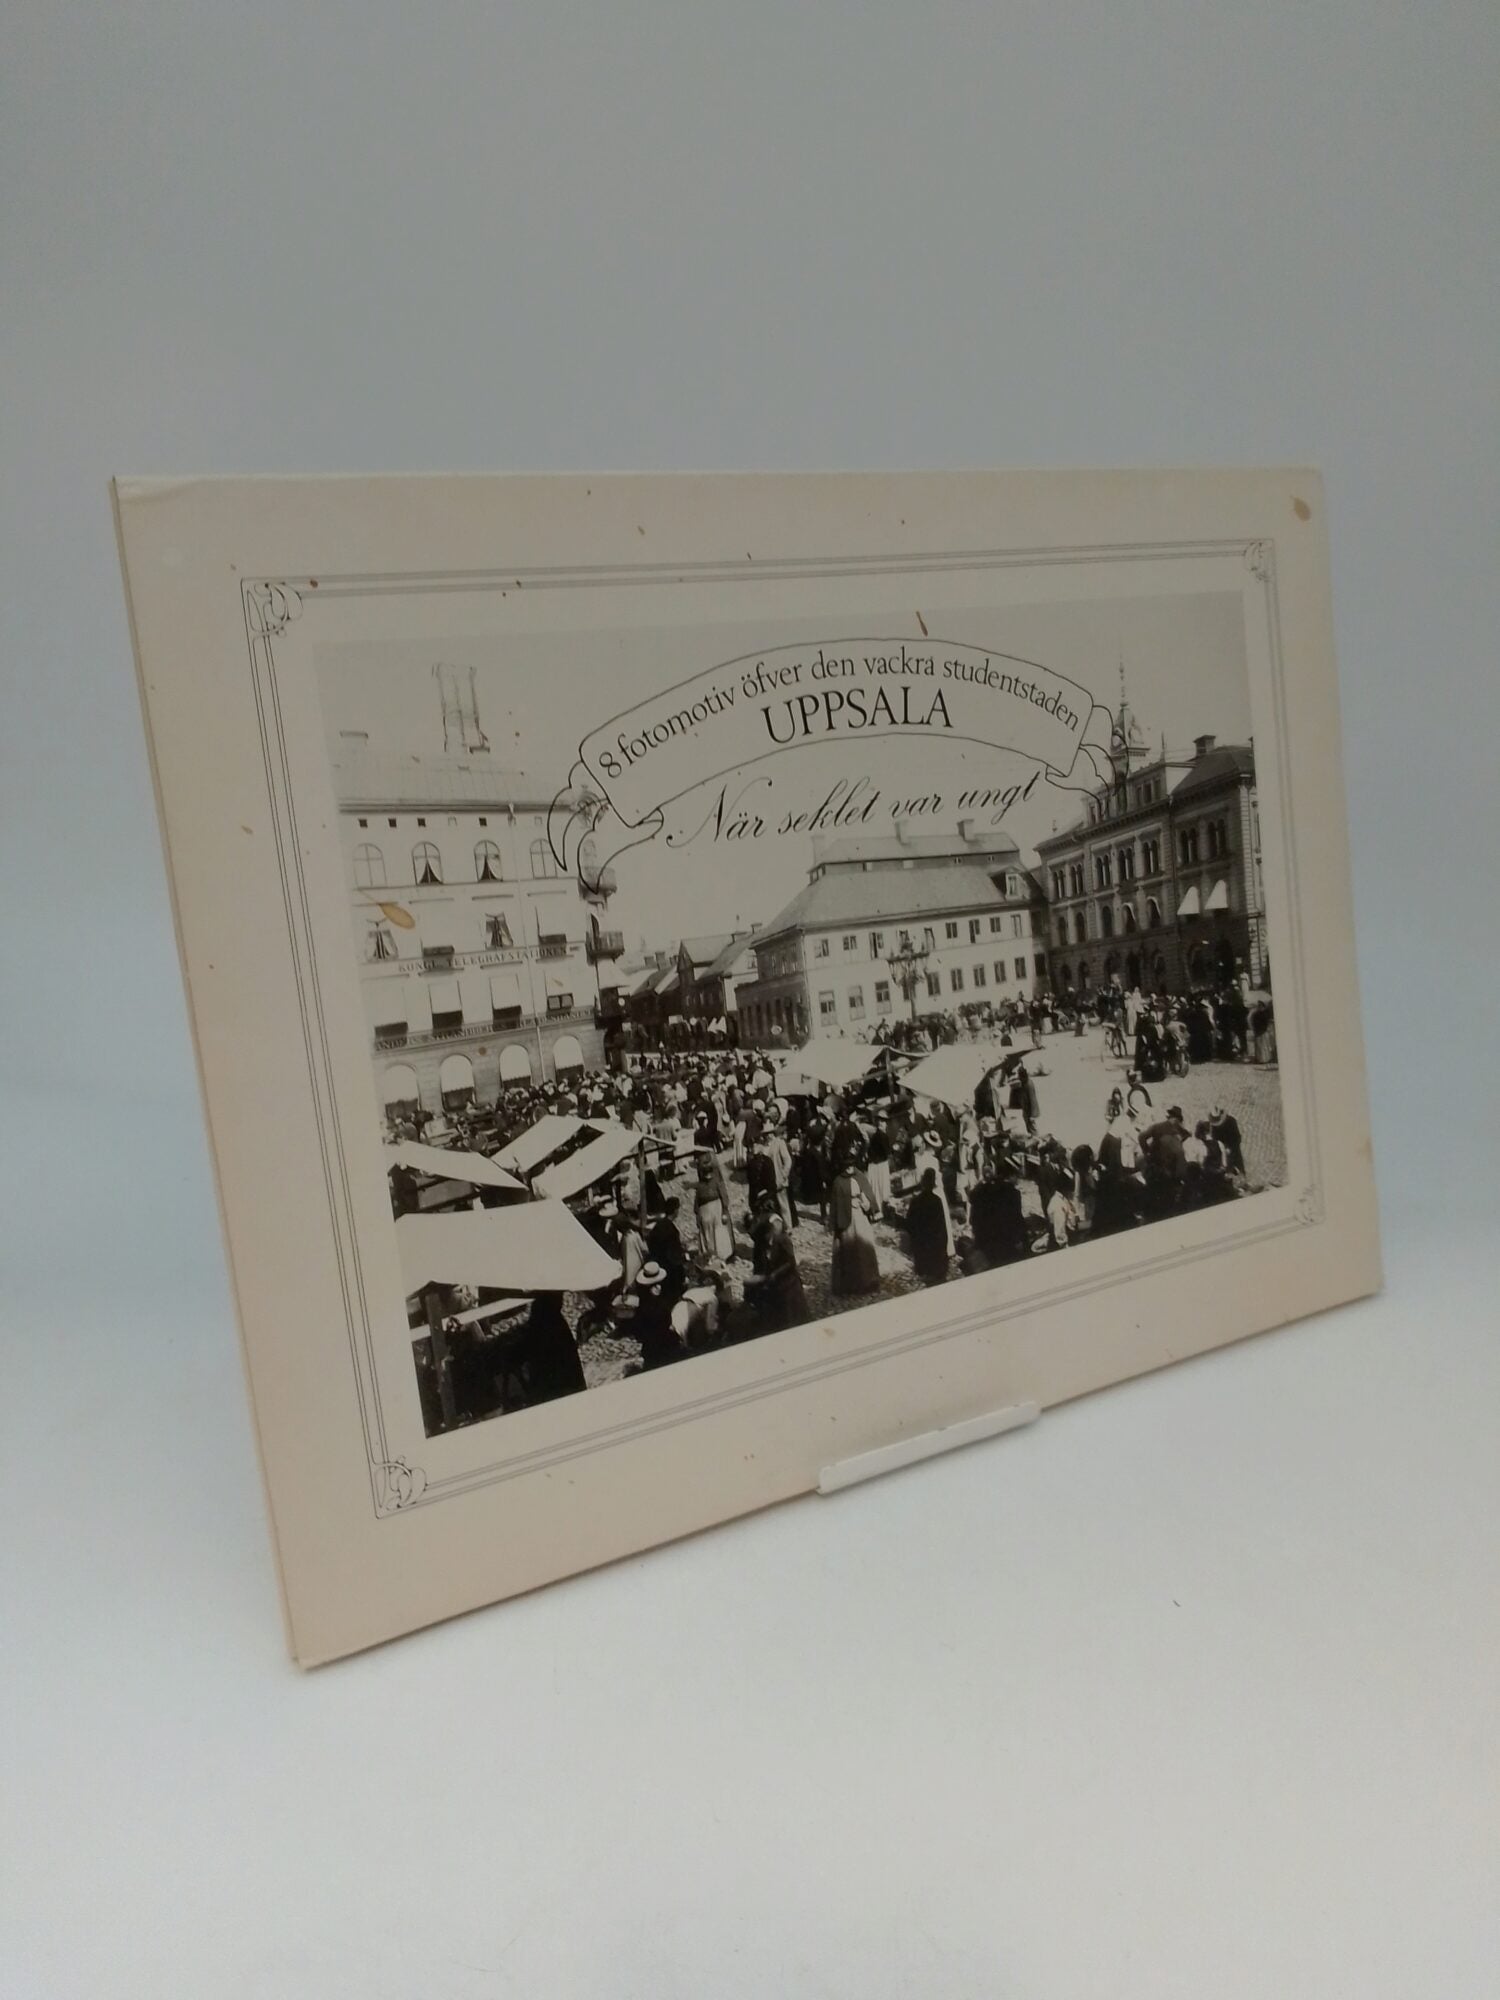 8 fotomotiv öfver den vackra studentstaden
UPPSALA
När seklet var ungt
KONGL. TELEGRAFSTATIONEN